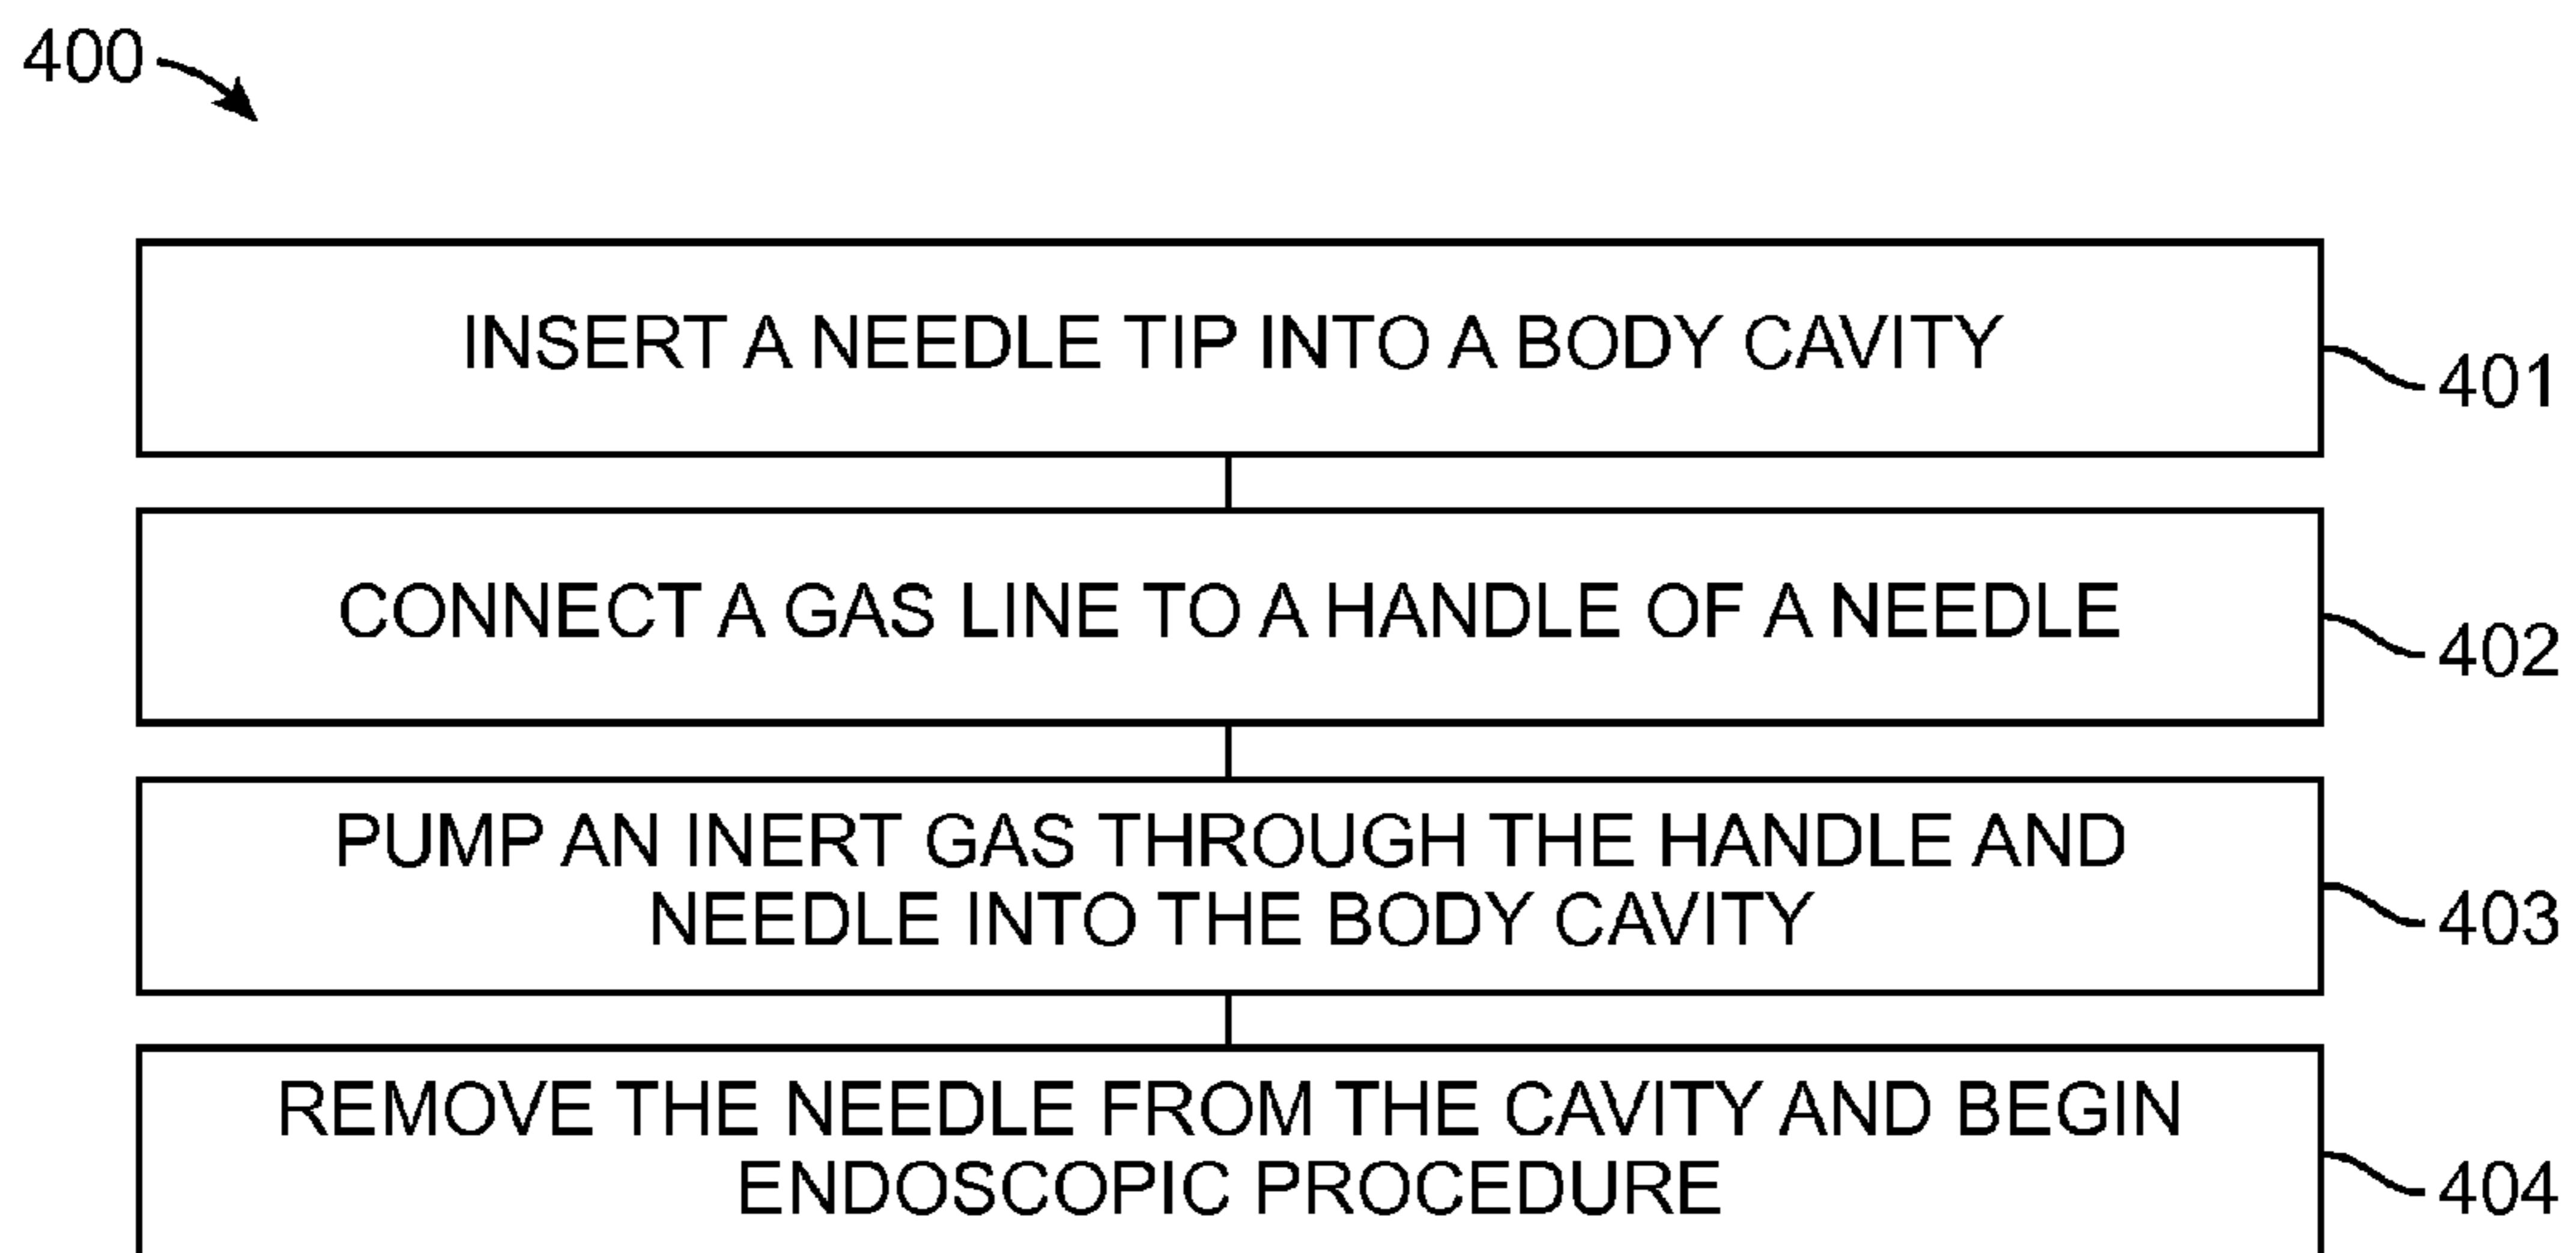 400
INSERT A NEEDLE TIP INTO A BODY CAVITY
401
CONNECT A GAS LINE TO A HANDLE OF A NEEDLE
402
PUMP AN INERT GAS THROUGH THE HANDLE AND
NEEDLE INTO THE BODY CAVITY
403
REMOVE THE NEEDLE FROM THE CAVITY AND BEGIN
ENDOSCOPIC PROCEDURE
404